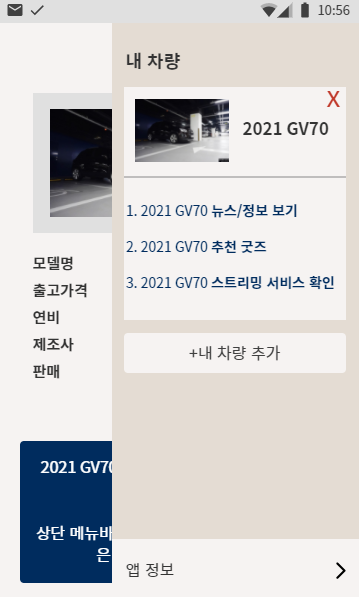 10:56
내 차량
X
2021 GV70
1. 2021 GV70 뉴스/정보 보기
2. 2021 GV70 추천 굿즈
3. 2021 GV70 스트리밍 서비스 확인
+내 차량 추가
모델명
출고가격
연비
제조사
판매
2021 GV70
상단 메뉴바
은
앱 정보